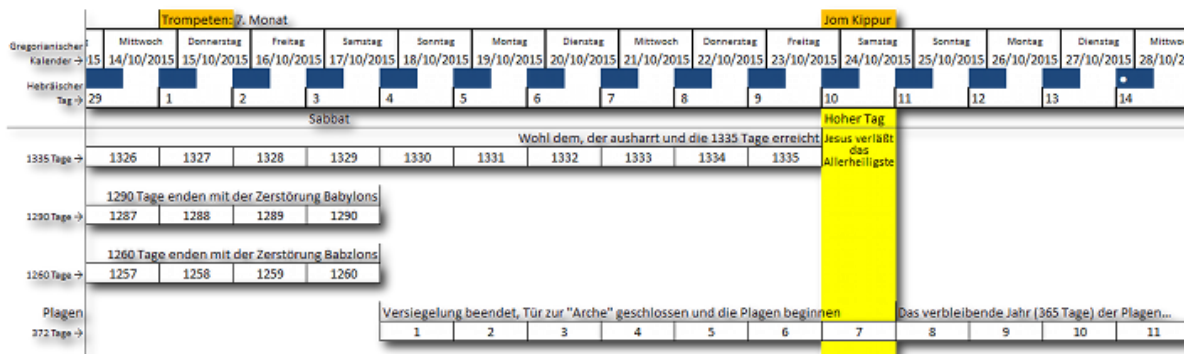 Trompeten: 7. Monat Jom Kippur
Gregorianischer Kalender → 15 Mittwoch 14/10/2015 Donnerstag 15/10/2015 Freitag 16/10/2015 Samstag 17/10/2015 Sonntag 18/10/2015 Montag 19/10/2015 Dienstag 20/10/2015 Mittwoch 21/10/2015 Donnerstag 22/10/2015 Freitag 23/10/2015 Samstag 24/10/2015 Sonntag 25/10/2015 Montag 26/10/2015 Dienstag 27/10/2015 Mittwo 28/10/2015
Hebräischer Tag → 29 1 2 3 4 5 6 7 8 9 10 11 12 13 14
Sabbat Hoher Tag
Wohl dem, der ausharrt und die 1335 Tage erreicht
Jesus verläßt
das
Allerheiligste
1335 Tage → 1326 1327 1328 1329 1330 1331 1332 1333 1334 1335
1290 Tage enden mit der Zerstörung Babylons
1290 Tage → 1287 1288 1289 1290
1260 Tage enden mit der Zerstörung Babzlons
1260 Tage → 1257 1258 1259 1260
Plagen Versiegelung beendet, Tür zur "Arche" geschlossen und die Plagen beginnen Das verbleibende Jahr (365 Tage) der Plagen...
372 Tage → 1 2 3 4 5 6 7 8 9 10 11